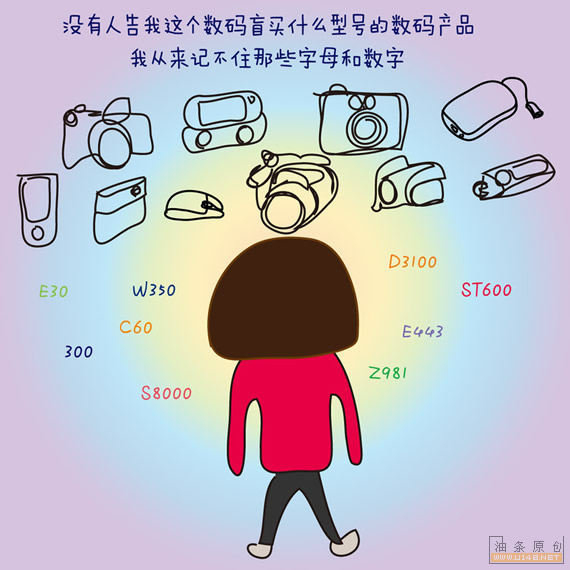 没有人告我这个数码盲买什么型号的数码产品
我从来记不住那些字母和数字
D3100
E30
W350
ST600
C60
E443
300
Z981
S8000
油条原创
WWW.U148.NET